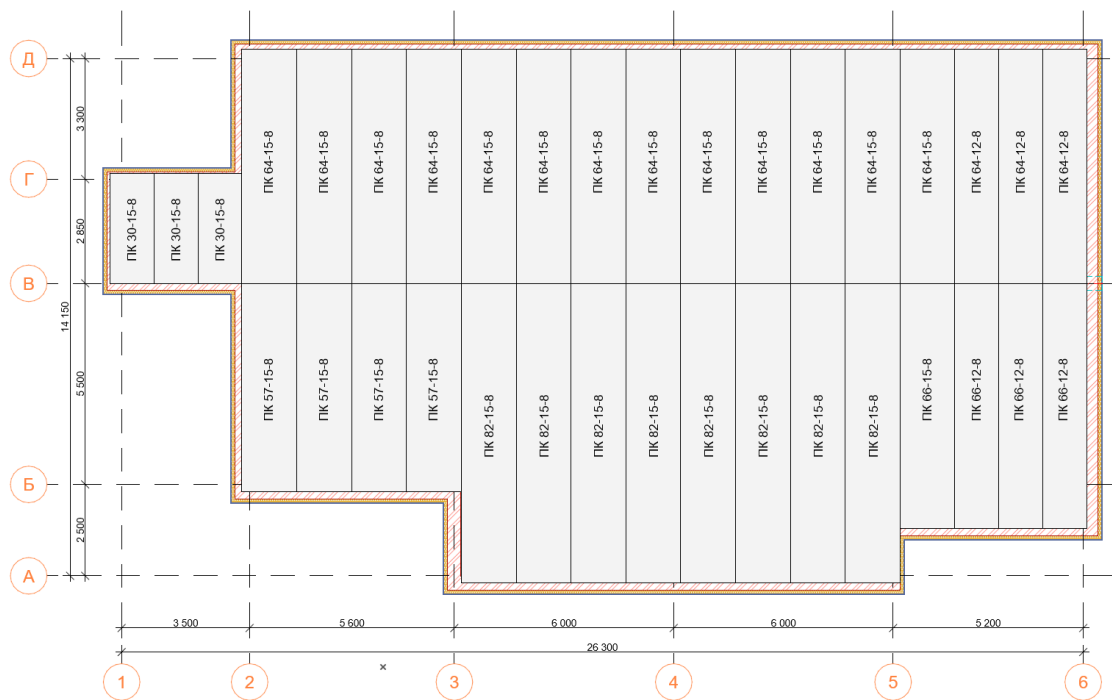 Д
Г
В
Б
А
3 300
2 850
5 500
2 500
14 150
ПК 64-15-8
ПК 64-15-8
ПК 64-15-8
ПК 64-15-8
ПК 64-15-8
ПК 64-15-8
ПК 64-15-8
ПК 64-15-8
ПК 64-15-8
ПК 64-15-8
ПК 64-15-8
ПК 64-15-8
ПК 64-15-8
ПК 64-12-8
ПК 64-12-8
ПК 64-12-8
ПК 30-15-8
ПК 30-15-8
ПК 30-15-8
ПК 57-15-8
ПК 57-15-8
ПК 57-15-8
ПК 57-15-8
ПК 82-15-8
ПК 82-15-8
ПК 82-15-8
ПК 82-15-8
ПК 82-15-8
ПК 82-15-8
ПК 82-15-8
ПК 82-15-8
ПК 66-15-8
ПК 66-12-8
ПК 66-12-8
ПК 66-12-8
3 500
5 600
6 000
6 000
5 200
26 300
1
2
3
4
5
6